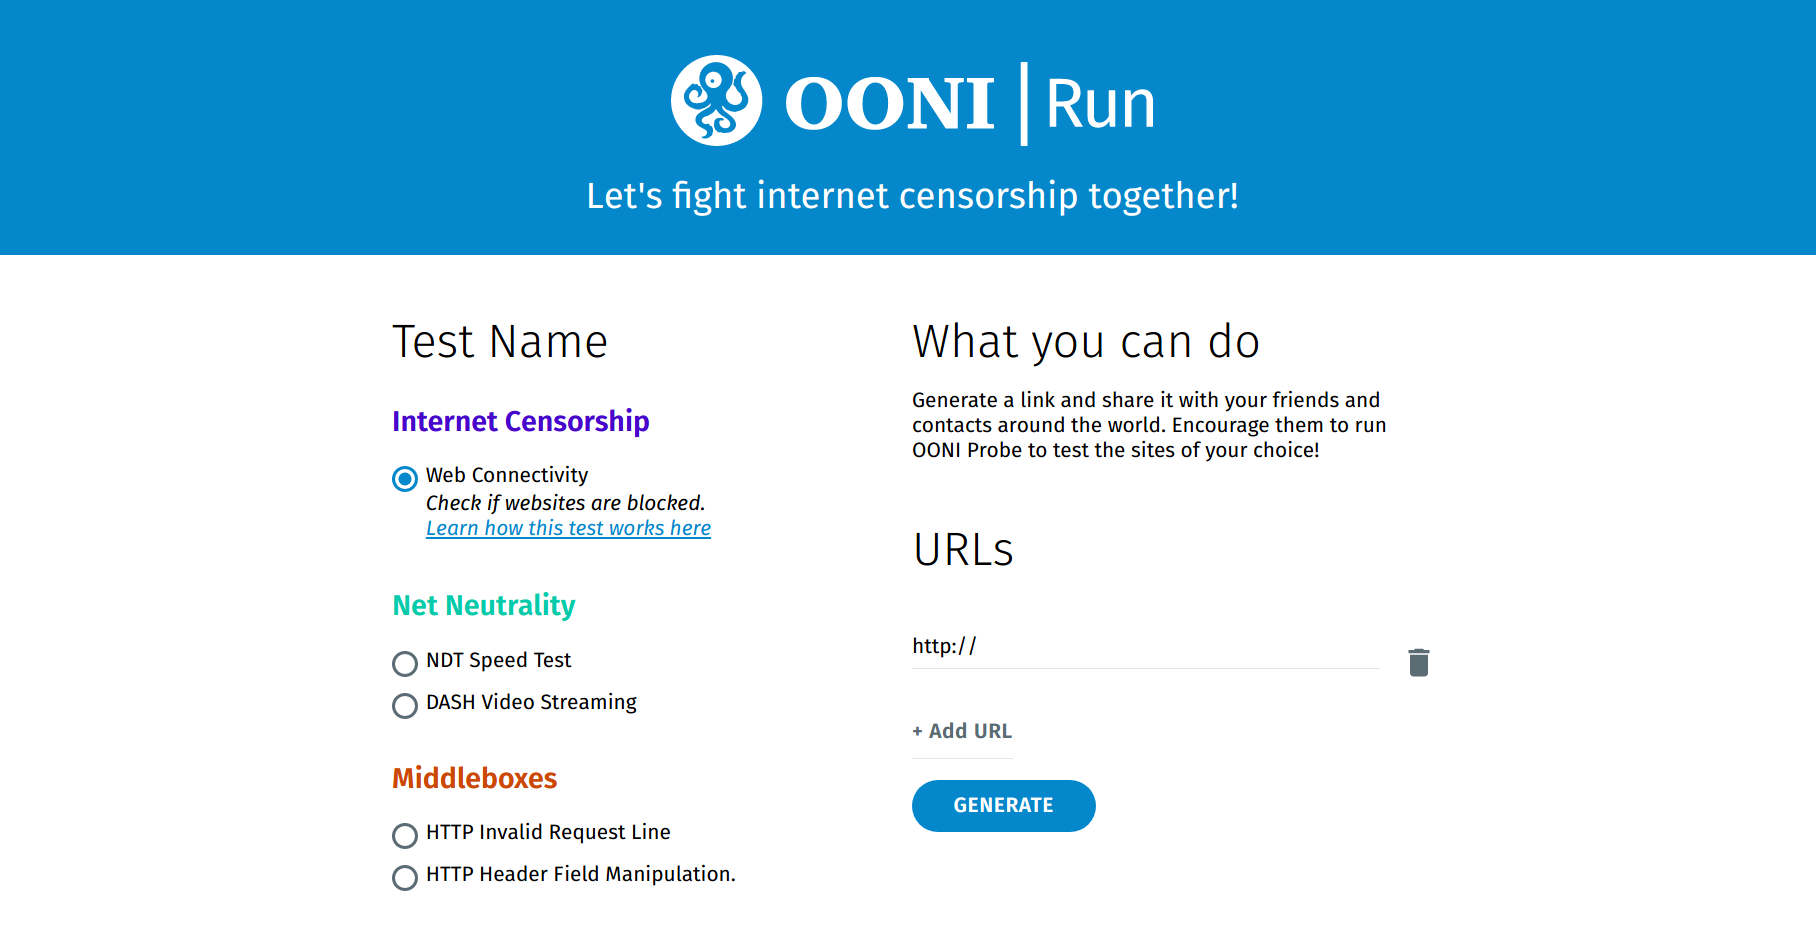 OONI | Run
Let's fight internet censorship together!
Test Name
Internet Censorship
Web Connectivity
Check if websites are blocked.
Learn how this test works here
Net Neutrality
NDT Speed Test
DASH Video Streaming
Middleboxes
HTTP Invalid Request Line
HTTP Header Field Manipulation.
What you can do
Generate a link and share it with your friends and
contacts around the world. Encourage them to run
OONI Probe to test the sites of your choice!
URLs
http://
+ Add URL
GENERATE